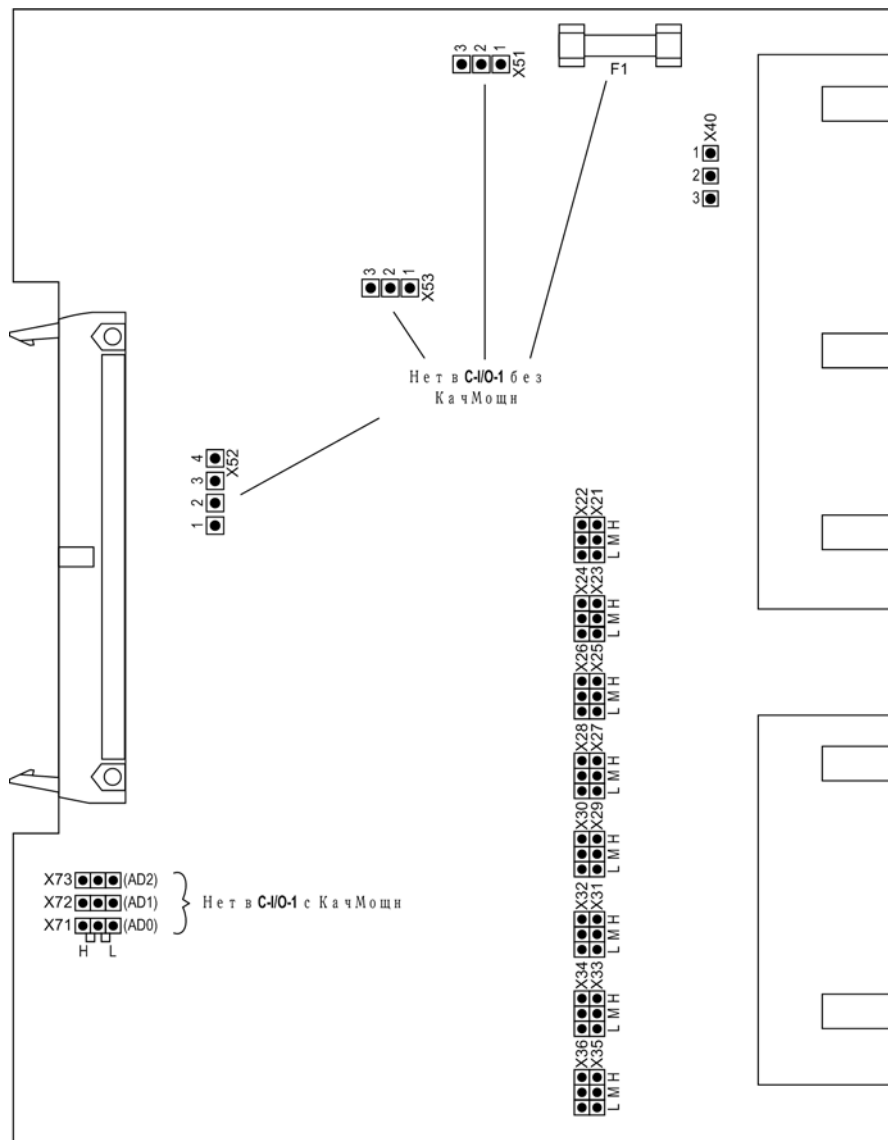 3 2 1 X51
F1
X40
1
2
3
3 2 1 X53
Нет в C-I/O-1 без
КачМощн
X52
4
3
2
1
X22 X21
H
M
L
X24 X23
H
M
L
X26 X25
H
M
L
X28 X27
H
M
L
X30 X29
H
M
L
X32 X31
H
M
L
X34 X33
H
M
L
X36 X35
H
M
L
X73 (AD2)
X72 (AD1)
X71 (AD0)
H L
Нет в C-I/O-1 с КачМощн